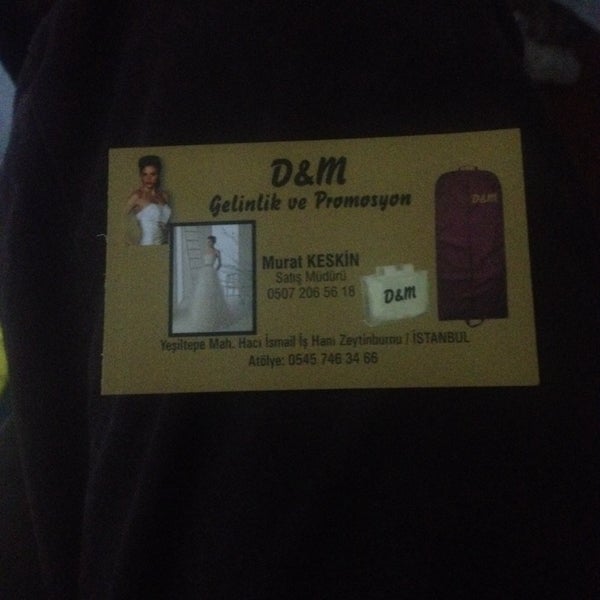 D&M
Gelinlik ve Promosyon
D&M
Murat KESKİN
Satış Müdürü
0507 206 56 18
D&M
Yeşiltepe Mah. Hacı İsmail İş Hanı Zeytinburnu / İSTANBUL
Atölye: 0545 746 34 66